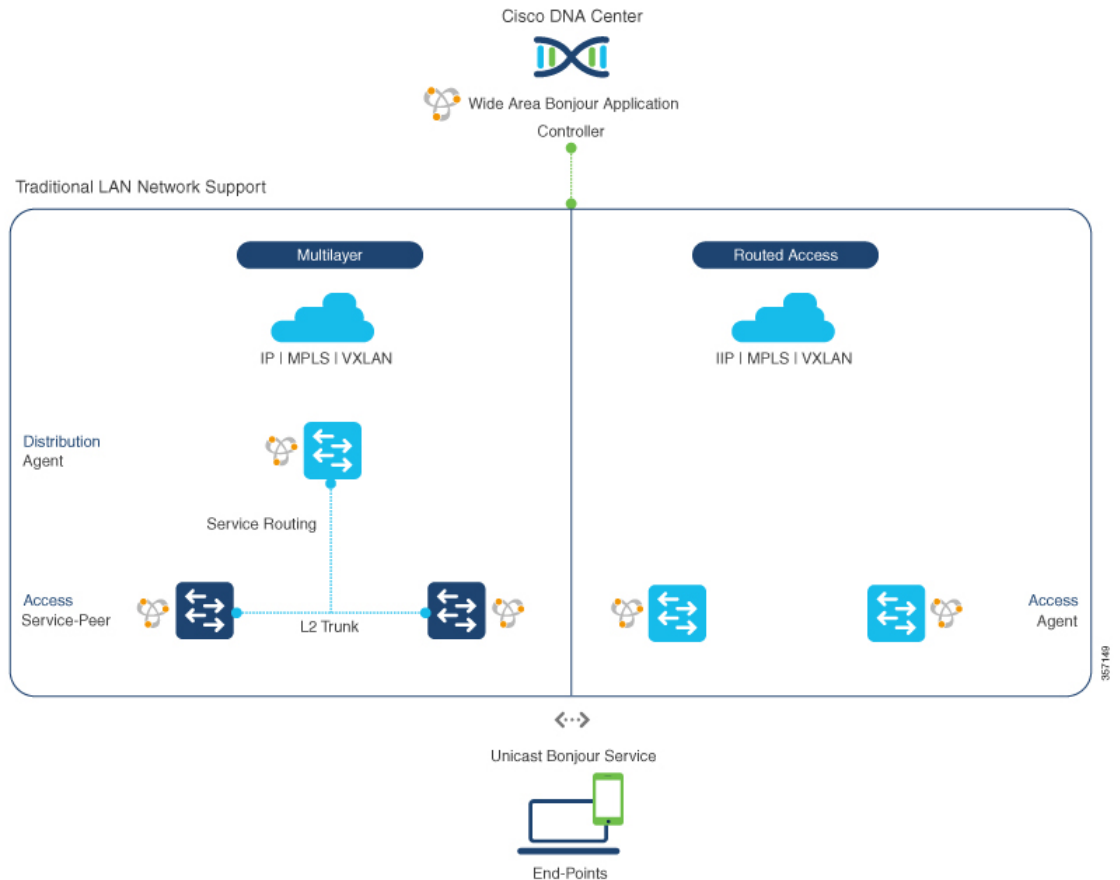 Cisco DNA Center
Wide Area Bonjour Application
Controller
Traditional LAN Network Support
Multilayer
Routed Access
IP | MPLS | VXLAN
IIP | MPLS | VXLAN
Distribution
Agent
Service Routing
Access
Service-Peer
L2 Trunk
Access
Agent
357149
Unicast Bonjour Service
End-Points